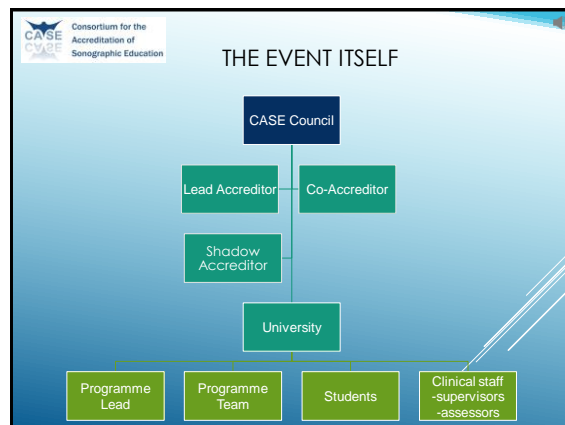 CASE
Consortium for the
Accreditation of
Sonographic Education
THE EVENT ITSELF
CASE Council
Lead Accreditor
Co-Accreditor
Shadow
Accreditor
University
Programme
Lead
Programme
Team
Students
Clinical staff
-supervisors
-assessors